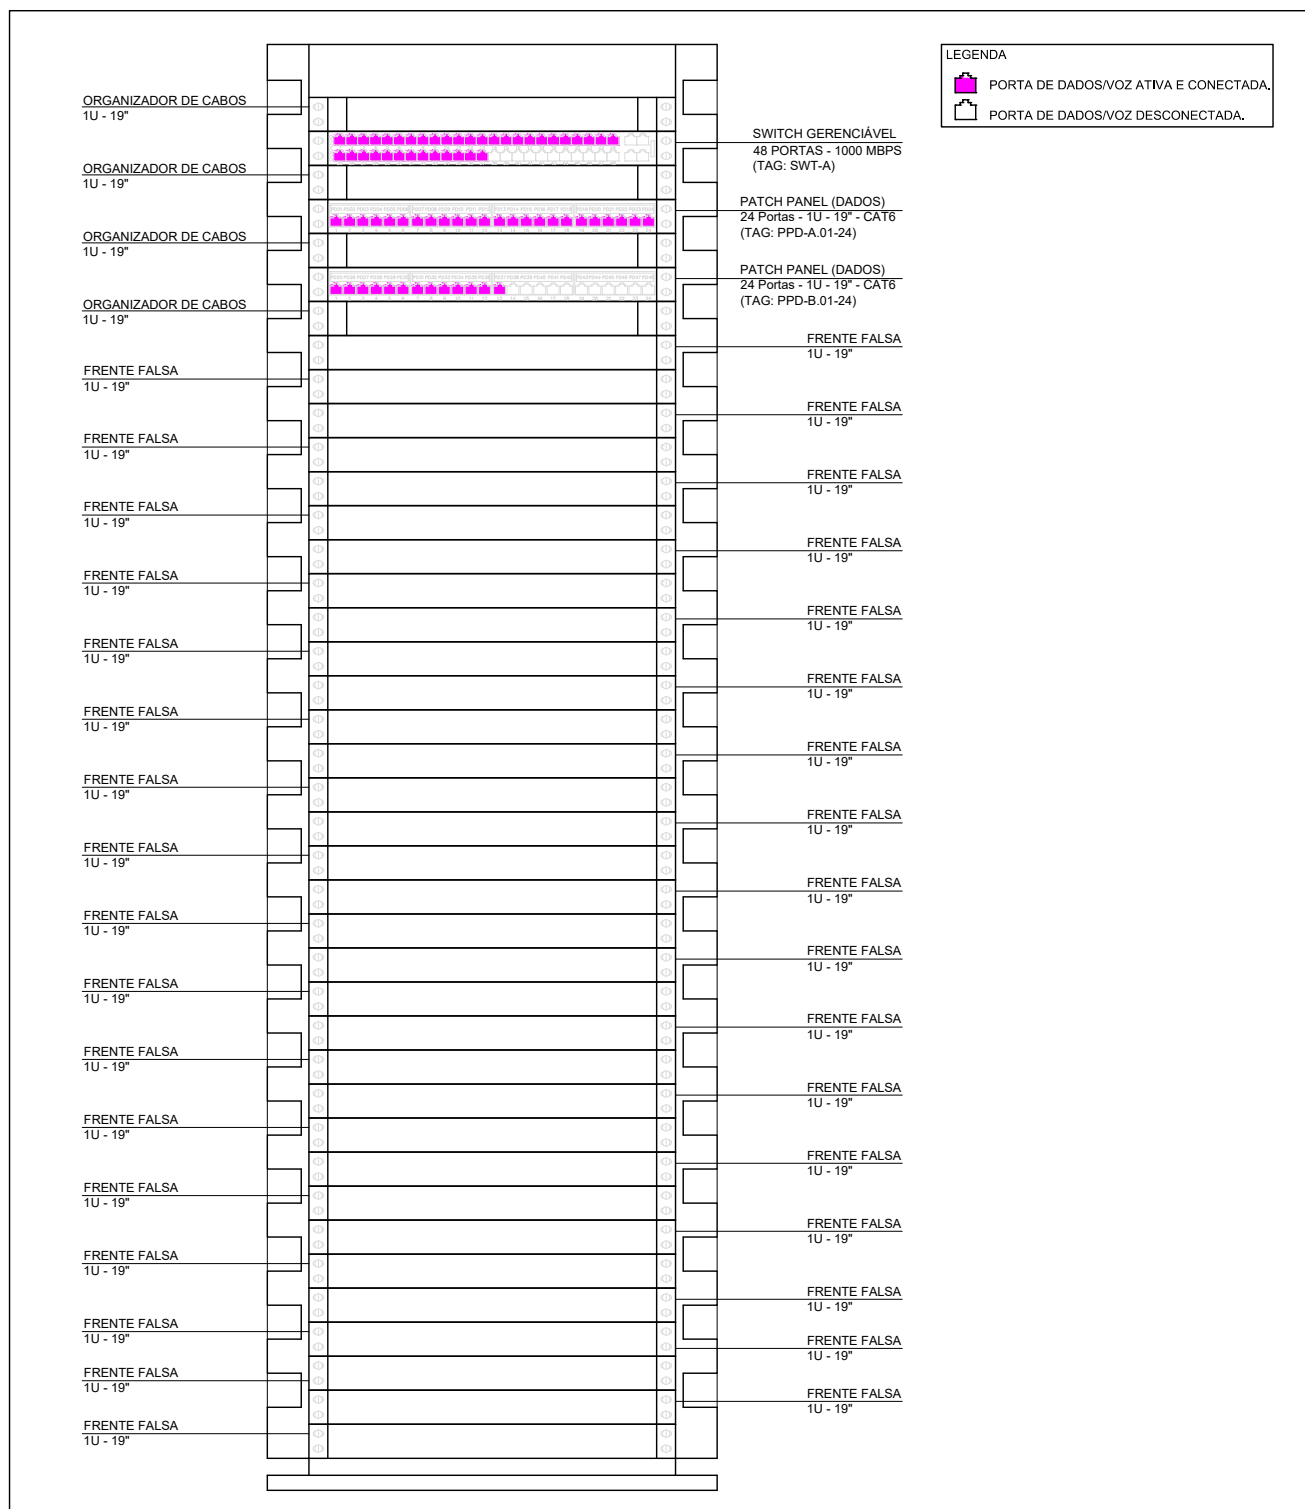 ORGANIZADOR DE CABOS
1U - 19"
ORGANIZADOR DE CABOS
1U - 19"
ORGANIZADOR DE CABOS
1U - 19"
ORGANIZADOR DE CABOS
1U - 19"
FRENTE FALSA
1U - 19"
FRENTE FALSA
1U - 19"
FRENTE FALSA
1U - 19"
FRENTE FALSA
1U - 19"
FRENTE FALSA
1U - 19"
FRENTE FALSA
1U - 19"
FRENTE FALSA
1U - 19"
FRENTE FALSA
1U - 19"
FRENTE FALSA
1U - 19"
FRENTE FALSA
1U - 19"
FRENTE FALSA
1U - 19"
FRENTE FALSA
1U - 19"
FRENTE FALSA
1U - 19"
FRENTE FALSA
1U - 19"
FRENTE FALSA
1U - 19"
FRENTE FALSA
1U - 19"
FRENTE FALSA
1U - 19"
SWITCH GERENCIÁVEL
48 PORTAS - 1000 MBPS
(TAG: SWT-A)
PATCH PANEL (DADOS)
24 Portas - 1U - 19" - CAT6
(TAG: PPD-A.01-24)
PATCH PANEL (DADOS)
24 Portas - 1U - 19" - CAT6
(TAG: PPD-B.01-24)
FRENTE FALSA
1U - 19"
FRENTE FALSA
1U - 19"
FRENTE FALSA
1U - 19"
FRENTE FALSA
1U - 19"
FRENTE FALSA
1U - 19"
FRENTE FALSA
1U - 19"
FRENTE FALSA
1U - 19"
FRENTE FALSA
1U - 19"
FRENTE FALSA
1U - 19"
FRENTE FALSA
1U - 19"
FRENTE FALSA
1U - 19"
FRENTE FALSA
1U - 19"
FRENTE FALSA
1U - 19"
FRENTE FALSA
1U - 19"
FRENTE FALSA
1U - 19"
FRENTE FALSA
1U - 19"
FRENTE FALSA
1U - 19"
LEGENDA
PORTA DE DADOS/VOZ ATIVA E CONECTADA.
PORTA DE DADOS/VOZ DESCONECTADA.